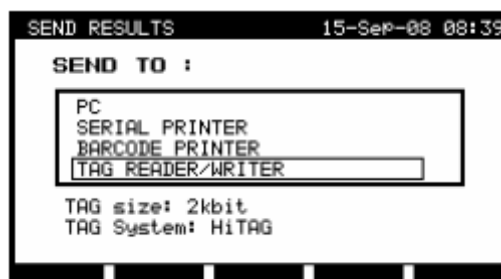 SEND RESULTS 15-Sep-08 08:39
SEND TO :
PC
SERIAL PRINTER
BARCODE PRINTER
TAG READER/WRITER
TAG size: 2kbit
TAG System: HiTAG